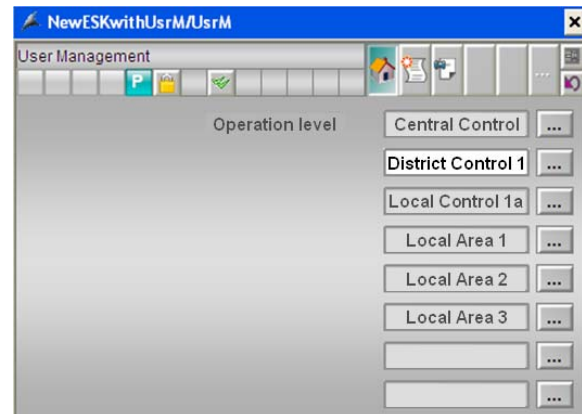 NewESKwithUsrM/UsrM
User Management
P
...
Operation level
Central Control
...
District Control 1
...
Local Control 1a
...
Local Area 1
...
Local Area 2
...
Local Area 3
...
...
...